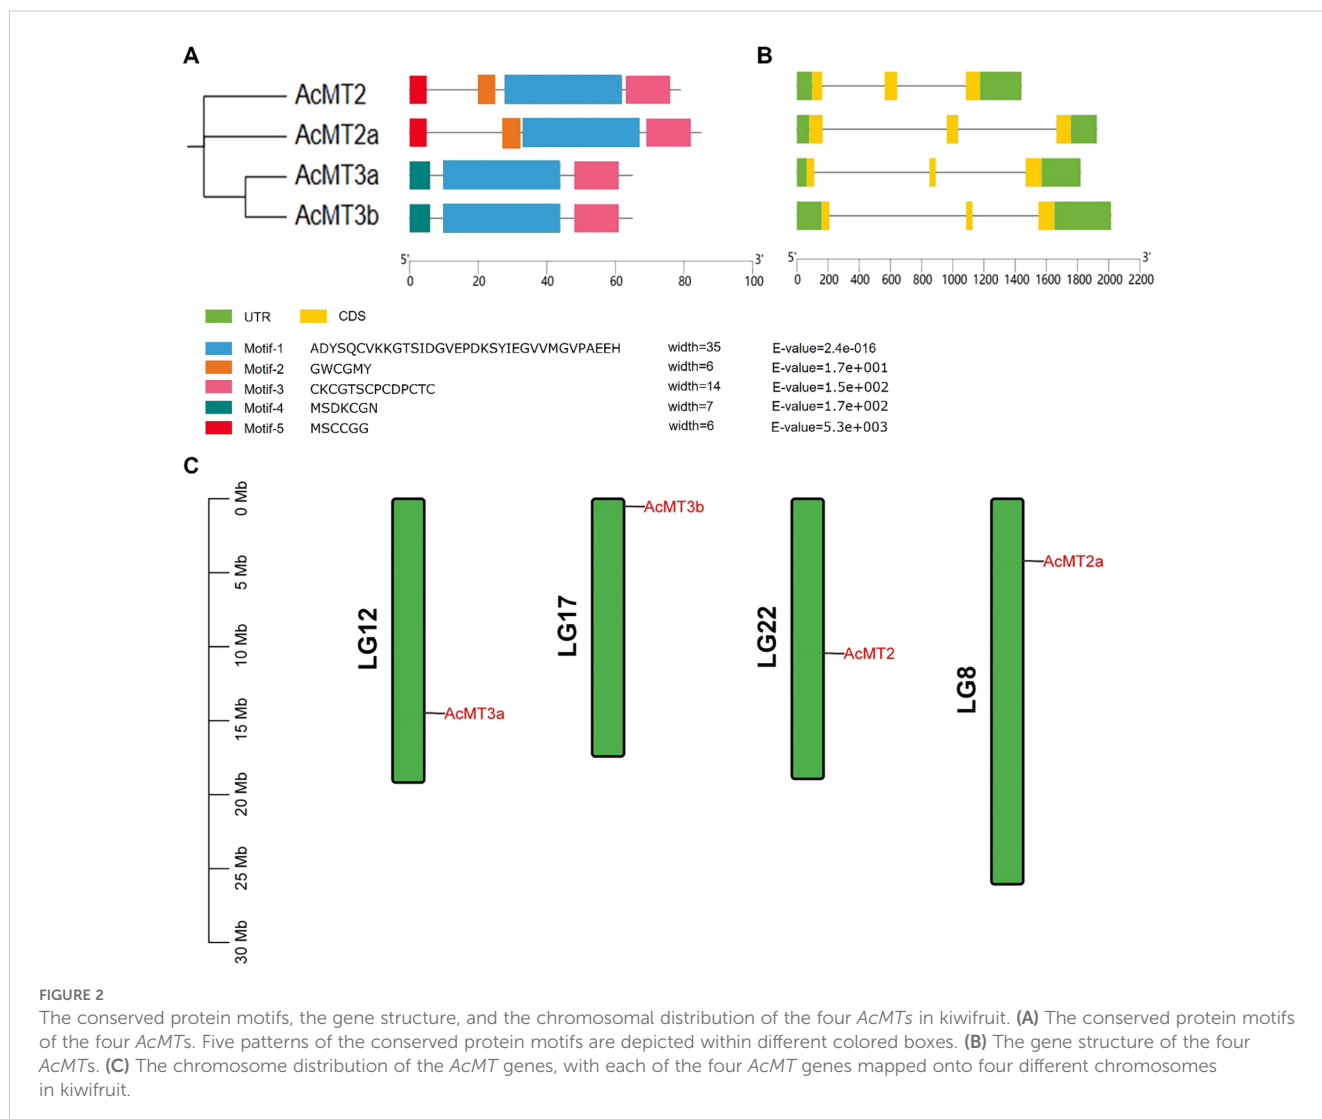 A
B
AcMT2
AcMT2a
AcMT3a
AcMT3b
5' 3'
0 20 40 60 80 100
5' 3'
0 200 400 600 800 1000 1200 1400 1600 1800 2000 2200
UTR CDS
Motif-1 ADYSQCVKKGTSIDGVEPDKSYIEGVVMGVPAEEH width=35 E-value=2.4e-016
Motif-2 GWCGMY width=6 E-value=1.7e+001
Motif-3 CKCGTSCPCDPCTC width=14 E-value=1.5e+002
Motif-4 MSDKCGN width=7 E-value=1.7e+002
Motif-5 MSCCGG width=6 E-value=5.3e+003
C
0 Mb
5 Mb
10 Mb
15 Mb
20 Mb
25 Mb
30 Mb
LG12
AcMT3a
LG17
AcMT3b
LG22
AcMT2
LG8
AcMT2a
FIGURE 2
The conserved protein motifs, the gene structure, and the chromosomal distribution of the four AcMTs in kiwifruit. (A) The conserved protein motifs
of the four AcMTs. Five patterns of the conserved protein motifs are depicted within different colored boxes. (B) The gene structure of the four
AcMTs. (C) The chromosome distribution of the AcMT genes, with each of the four AcMT genes mapped onto four different chromosomes
in kiwifruit.